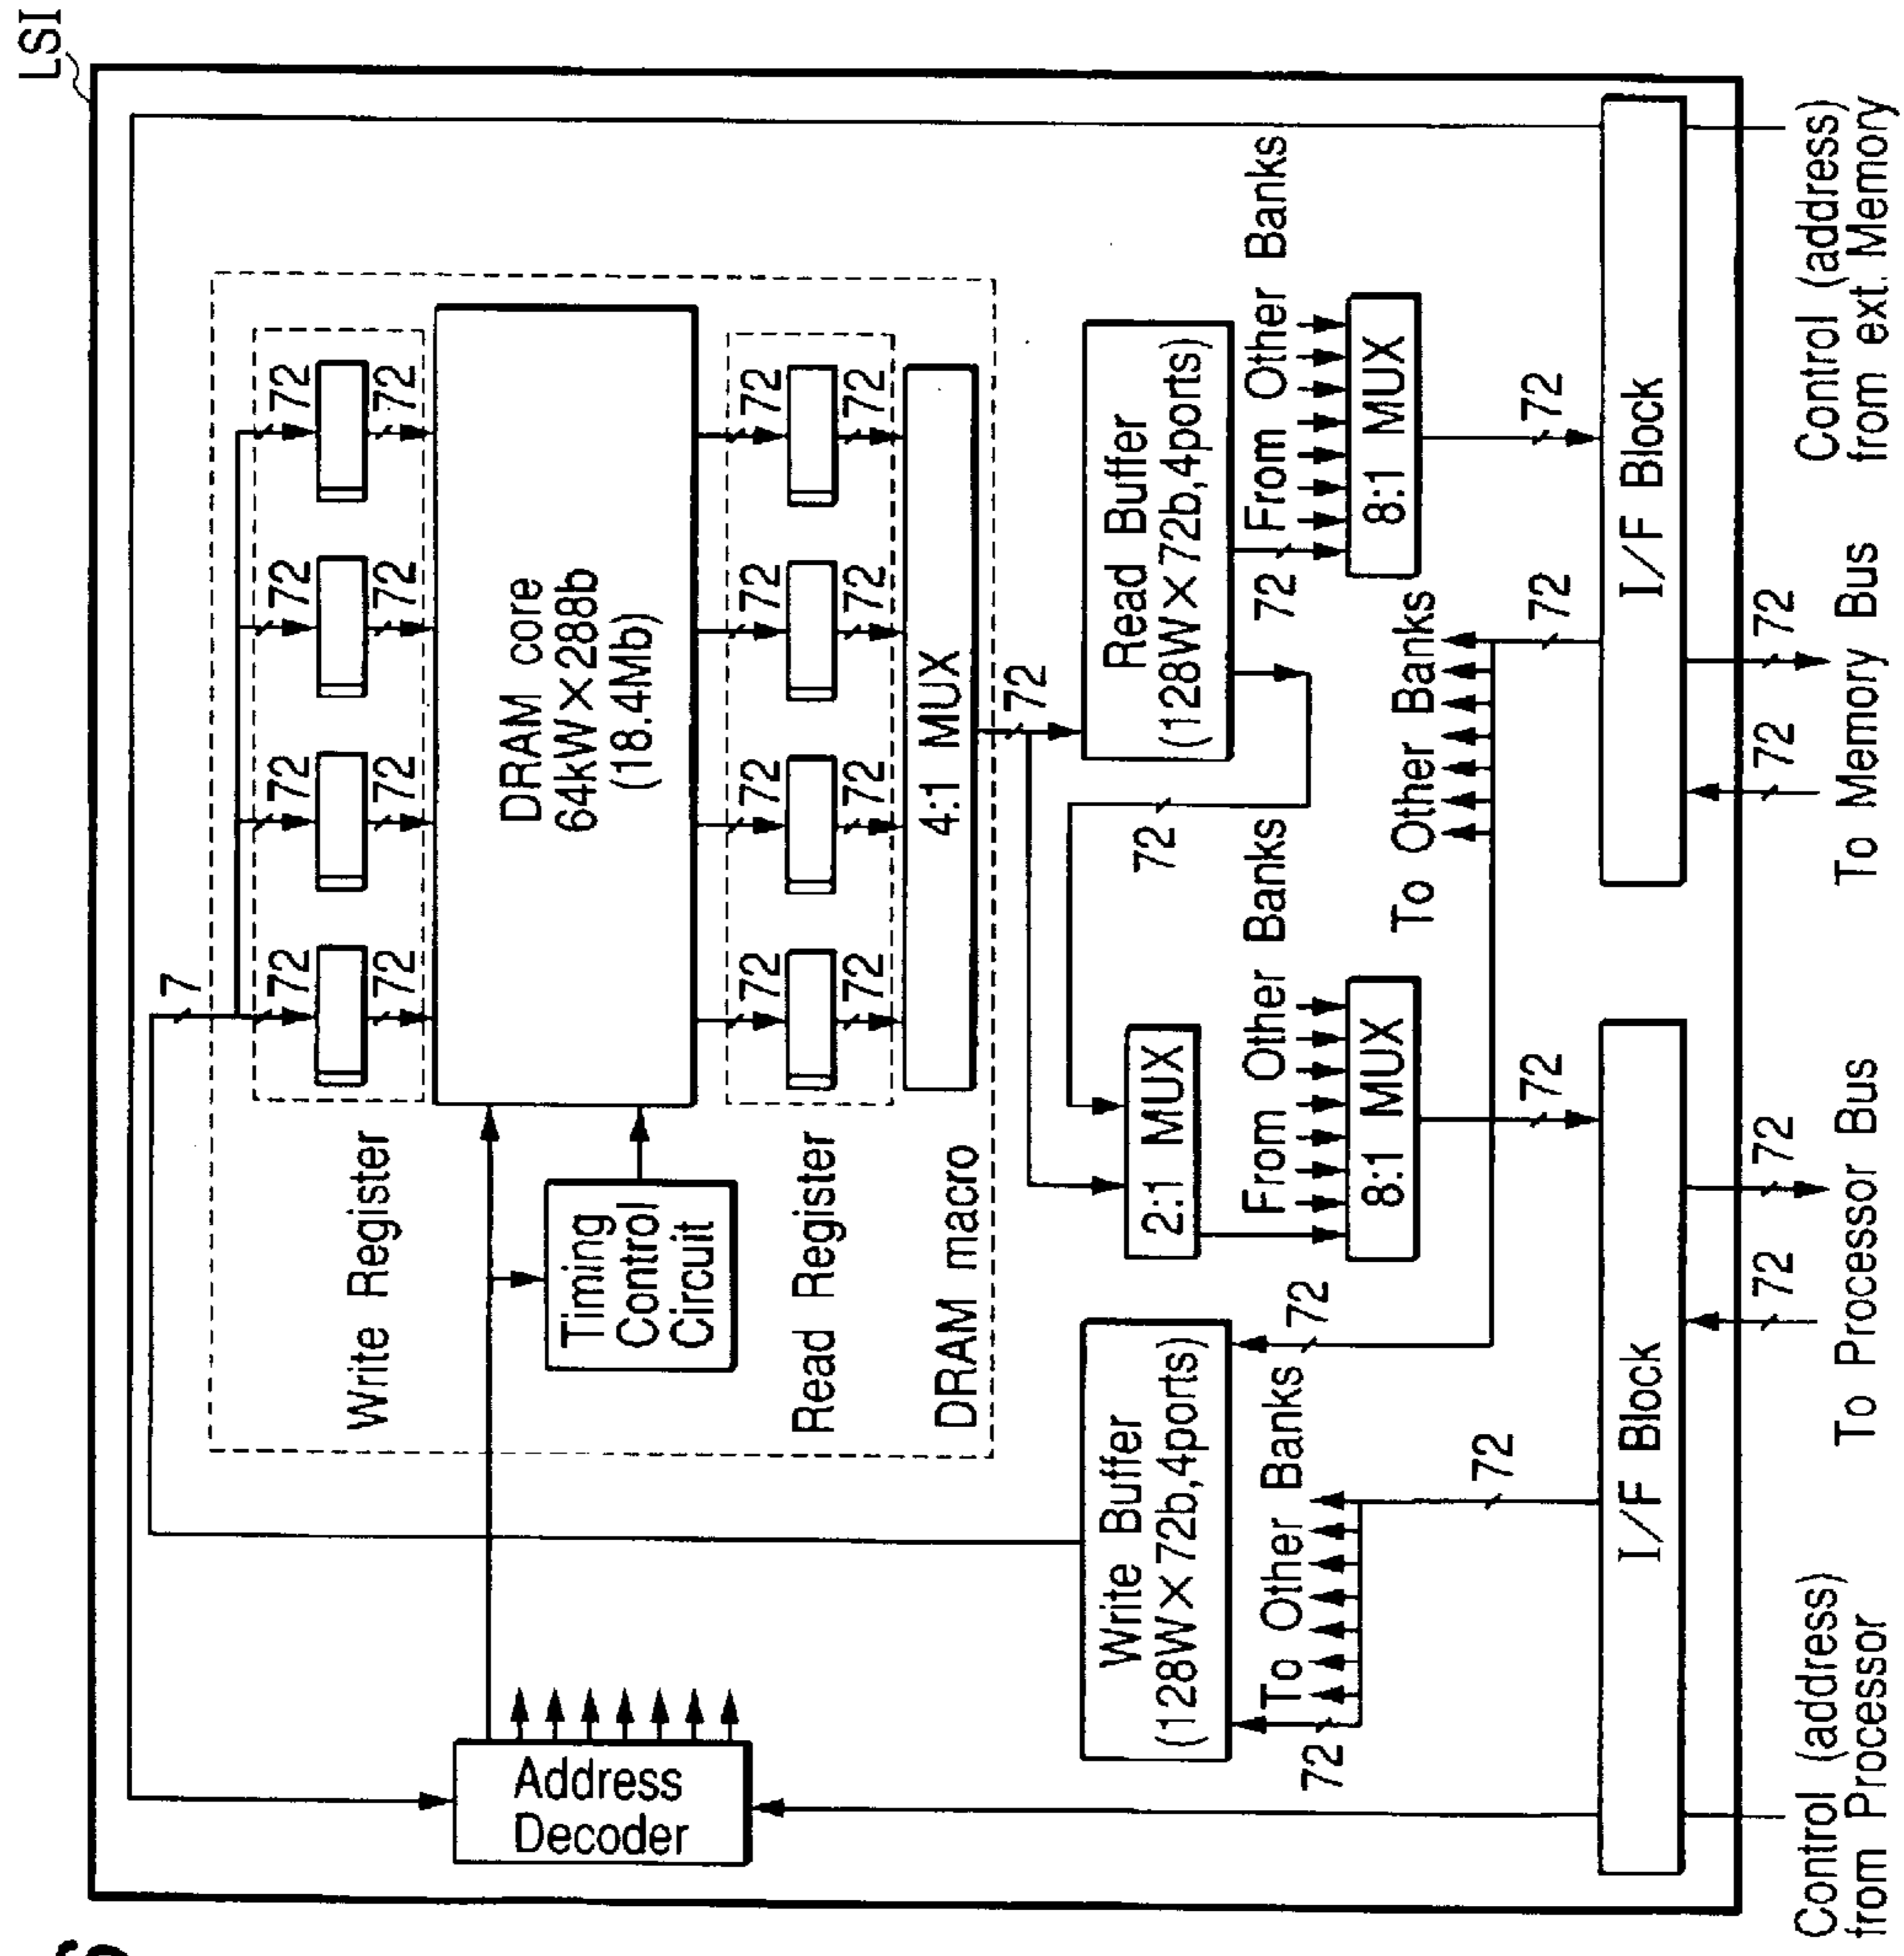 LSI
7
72 72 72 72
Write Register
72 72 72 72
DRAM core
64kW×288b
(18.4Mb)
Address
Decoder
Timing
Control
Circuit
72 72 72 72
Read Register
72 72 72 72
4:1 MUX
DRAM macro
72
Write Buffer
(128W×72b,4ports)
Read Buffer
(128W×72b,4ports)
72
2:1 MUX
72
To Other Banks
72
From Other Banks
72
From Other Banks
8:1 MUX
8:1 MUX
To Other Banks
72
72
72
72
I/F Block
I/F Block
72 72
72 72
Control (address)
from Processor
To Processor Bus
To Memory Bus
Control (address)
from ext. Memory